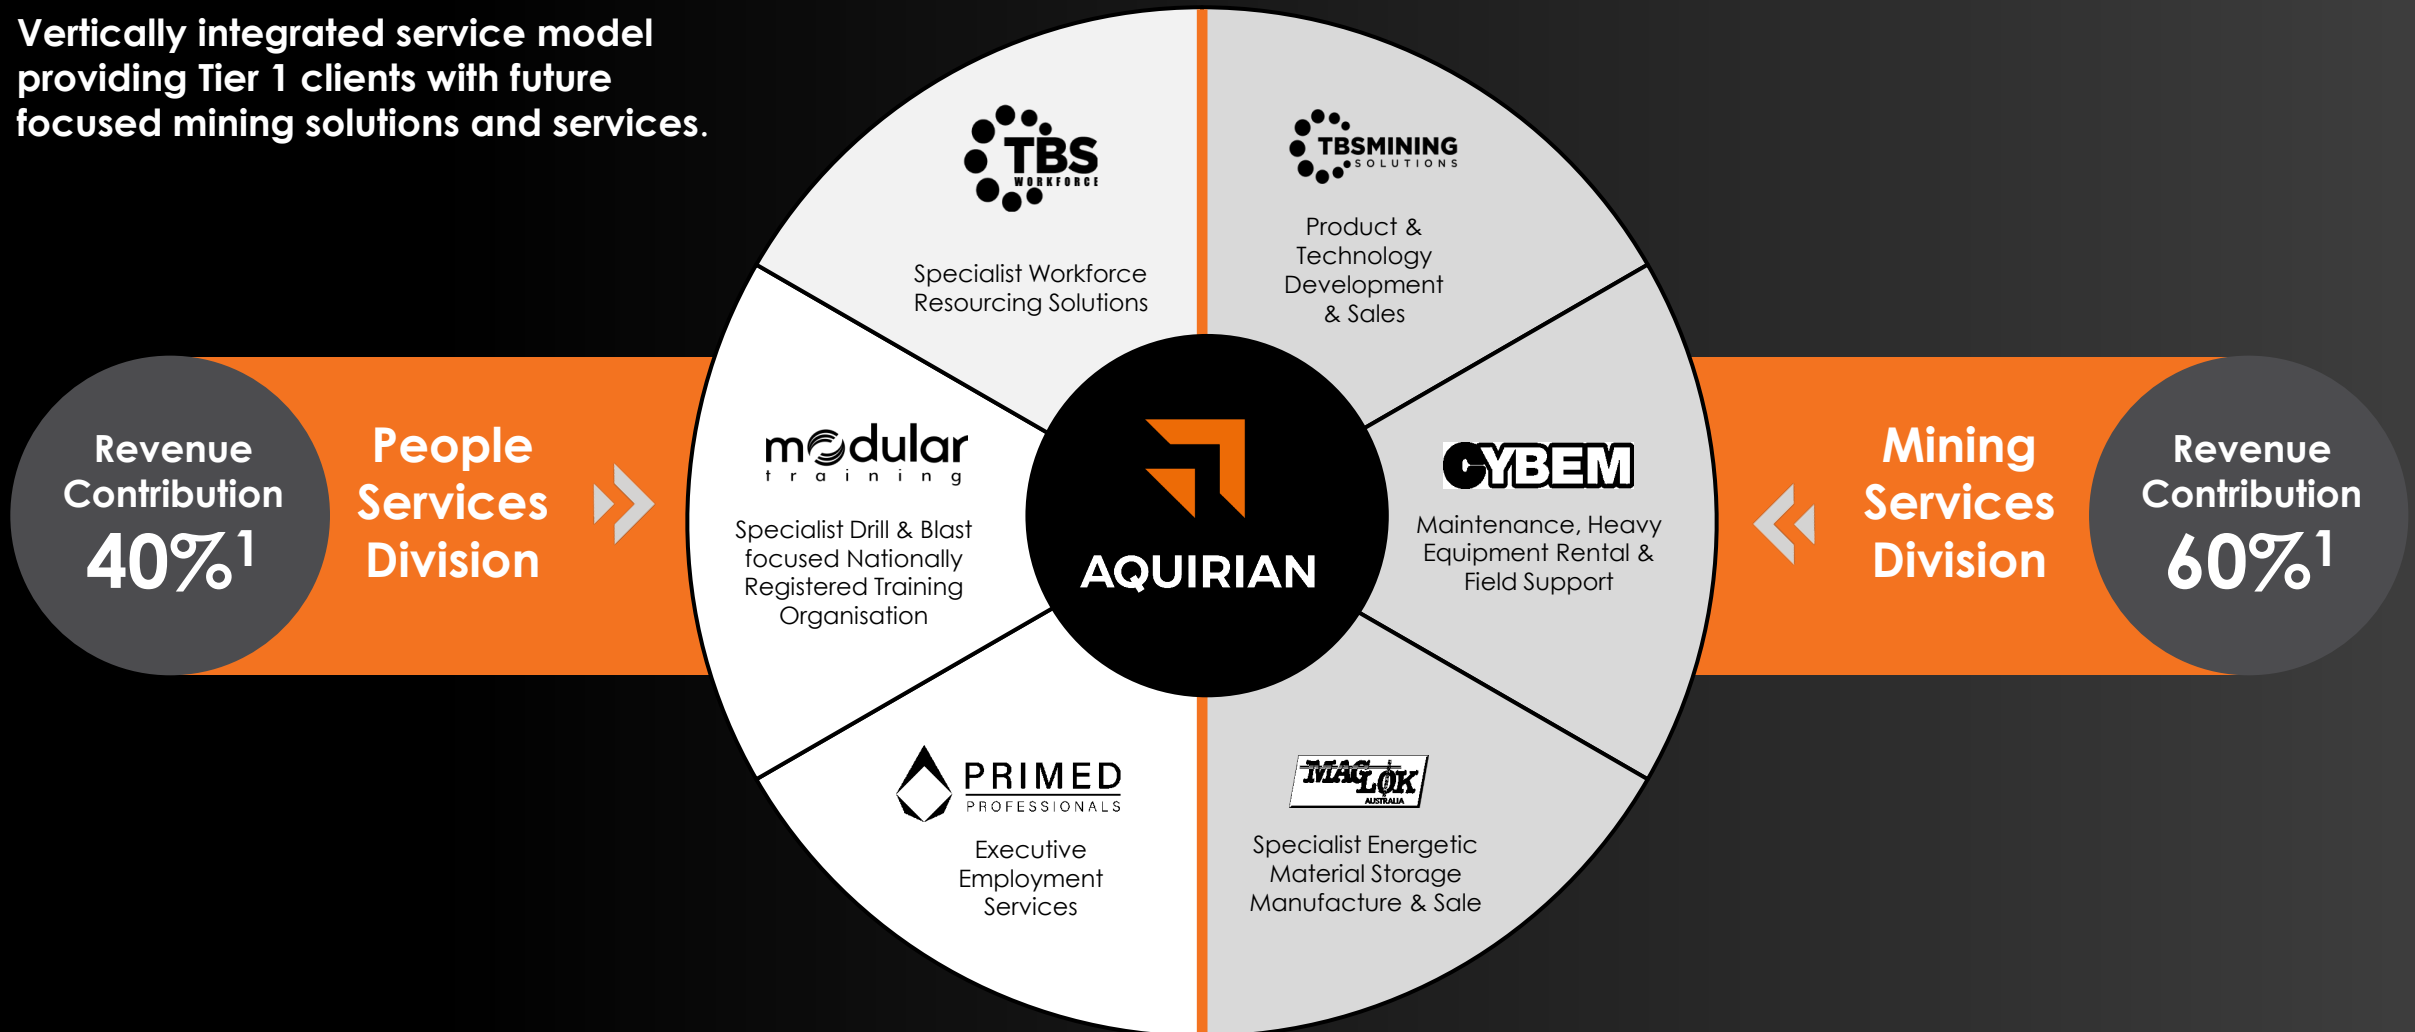 Vertically integrated service model
providing Tier 1 clients with future
focused mining solutions and services.
TBS
WORKFORCE
Specialist Workforce
Resourcing Solutions
TBSMINING
SOLUTIONS
Product &
Technology
Development
& Sales
Revenue
Contribution
40%¹
People
Services
Division
modular
training
Specialist Drill & Blast
focused Nationally
Registered Training
Organisation
AQUIRIAN
CYBEM
Maintenance, Heavy
Equipment Rental &
Field Support
Mining
Services
Division
Revenue
Contribution
60%¹
PRIMED
PROFESSIONALS
Executive
Employment
Services
MAGLOK
AUSTRALIA
Specialist Energetic
Material Storage
Manufacture & Sale